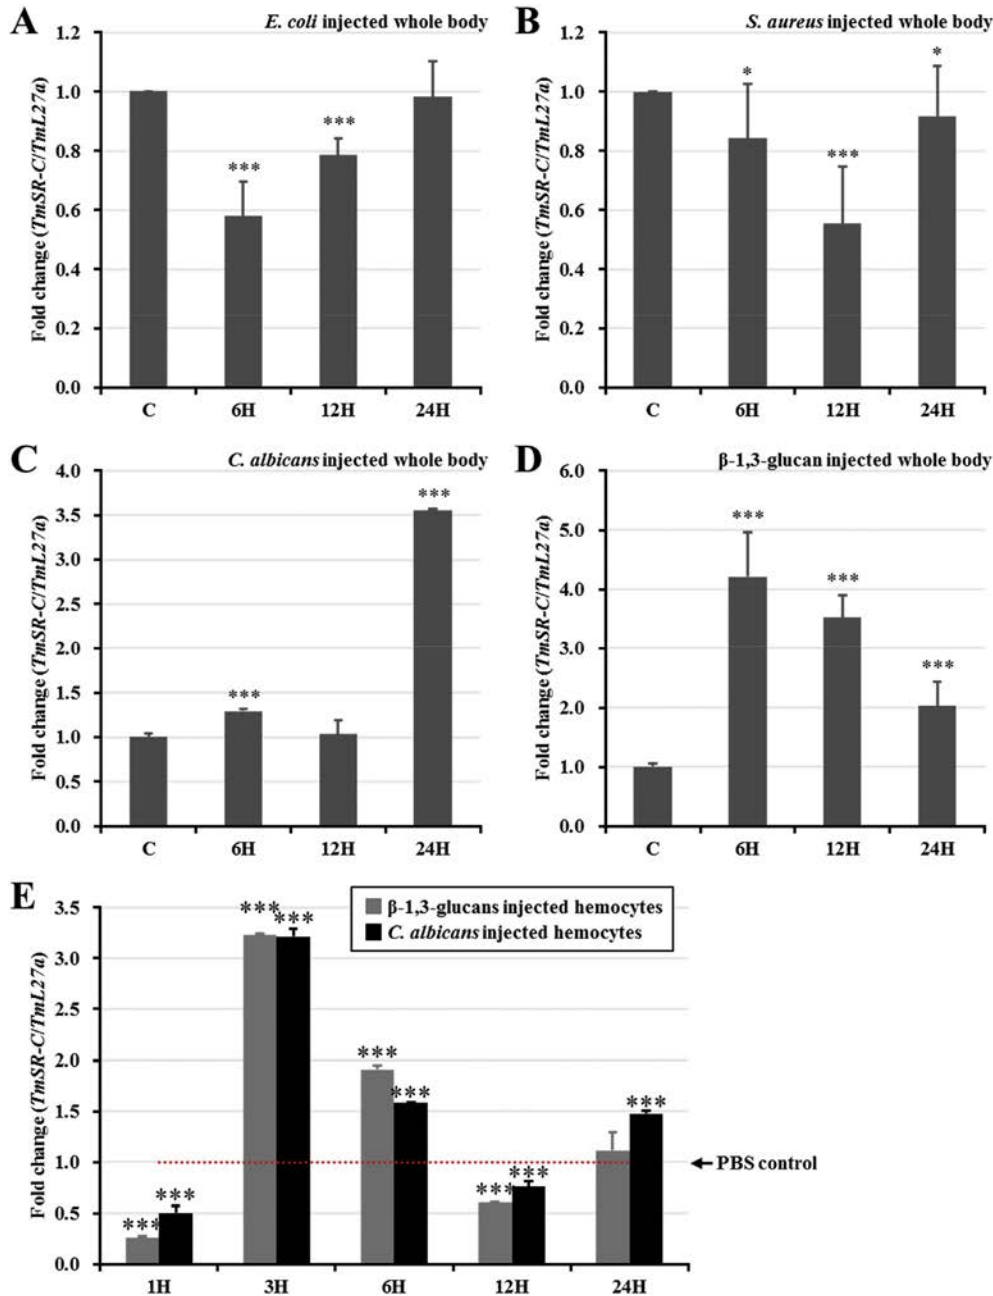 A
E. coli injected whole body
Fold change (TmSR-C/TmL27a)
1.2
1.0
0.8
0.6
0.4
0.2
0.0
***
***
C 6H 12H 24H
B
S. aureus injected whole body
Fold change (TmSR-C/TmL27a)
1.2
1.0
0.8
0.6
0.4
0.2
0.0
*
***
*
C 6H 12H 24H
C
C. albicans injected whole body
Fold change (TmSR-C/TmL27a)
4.0
3.5
3.0
2.5
2.0
1.5
1.0
0.5
0.0
***
***
C 6H 12H 24H
D
β-1,3-glucan injected whole body
Fold change (TmSR-C/TmL27a)
6.0
5.0
4.0
3.0
2.0
1.0
0.0
***
***
***
C 6H 12H 24H
E
β-1,3-glucans injected hemocytes
C. albicans injected hemocytes
Fold change (TmSR-C/TmL27a)
3.5
3.0
2.5
2.0
1.5
1.0
0.5
0.0
*** ***
*** ***
*** ***
*** ***
***
PBS control
1H 3H 6H 12H 24H